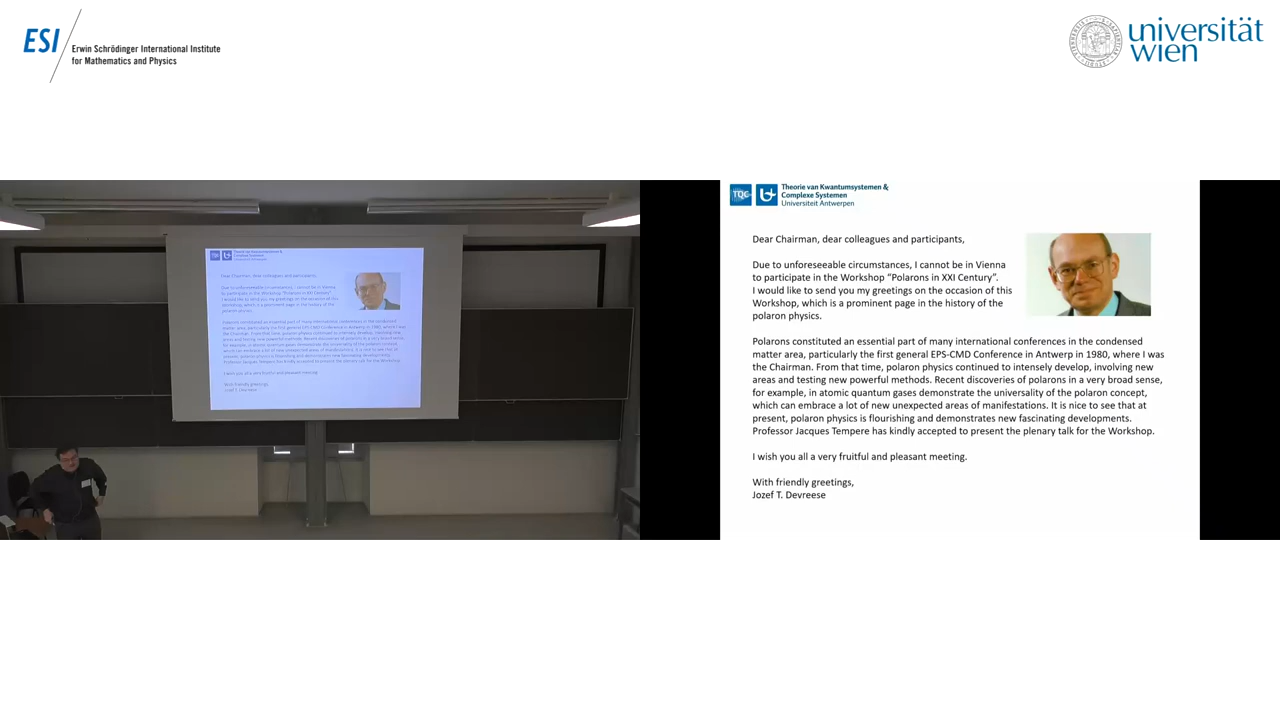 ESI
Erwin Schrödinger International Institute
for Mathematics and Physics
universität
wien
TQC
Theorie van Kwantumsystemen &
Complexe Systemen
Universiteit Antwerpen
Dear Chairman, dear colleagues and participants,
Due to unforeseeable circumstances, I cannot be in Vienna
to participate in the Workshop “Polarons in XXI Century”.
I would like to send you my greetings on the occasion of this
Workshop, which is a prominent page in the history of the
polaron physics.
Polarons constituted an essential part of many international conferences in the condensed
matter area, particularly the first general EPS-CMD Conference in Antwerp in 1980, where I was
the Chairman. From that time, polaron physics continued to intensely develop, involving new
areas and testing new powerful methods. Recent discoveries of polarons in a very broad sense,
for example, in atomic quantum gases demonstrate the universality of the polaron concept,
which can embrace a lot of new unexpected areas of manifestations. It is nice to see that at
present, polaron physics is flourishing and demonstrates new fascinating developments.
Professor Jacques Tempere has kindly accepted to present the plenary talk for the Workshop.
I wish you all a very fruitful and pleasant meeting.
With friendly greetings,
Jozef T. Devreese